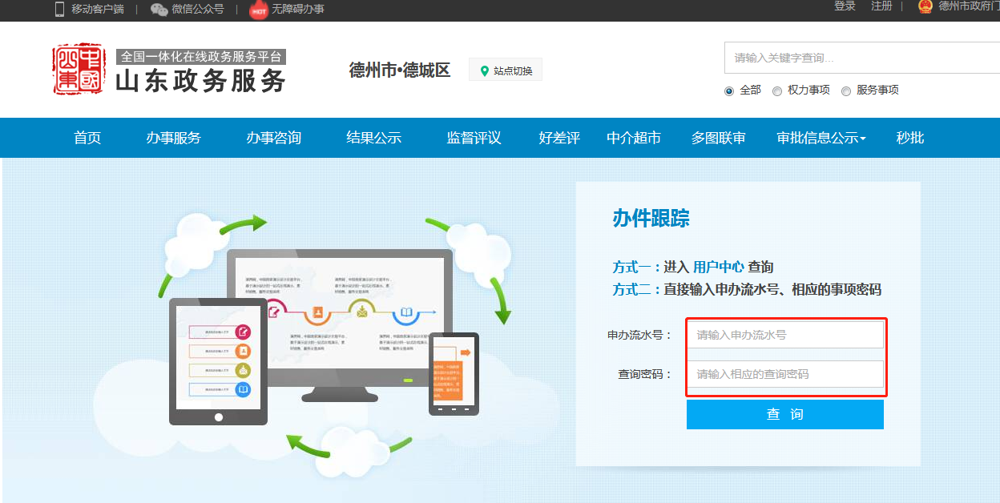 移动客户端 | 微信公众号 | HOT 无障碍办事
登录 注册 | 德州市政府门
中国山东
全国一体化在线政务服务平台
山东政务服务
德州市•德城区
站点切换
请输入关键字查询...
全部 权力事项 服务事项
首页 办事服务 办事咨询 结果公示 监督评议 好差评 中介超市 多图联审 审批信息公示 秒批
办件跟踪
方式一：进入 用户中心 查询
方式二：直接输入申办流水号、相应的事项密码
申办流水号： 请输入申办流水号
查询密码： 请输入相应的查询密码
查 询